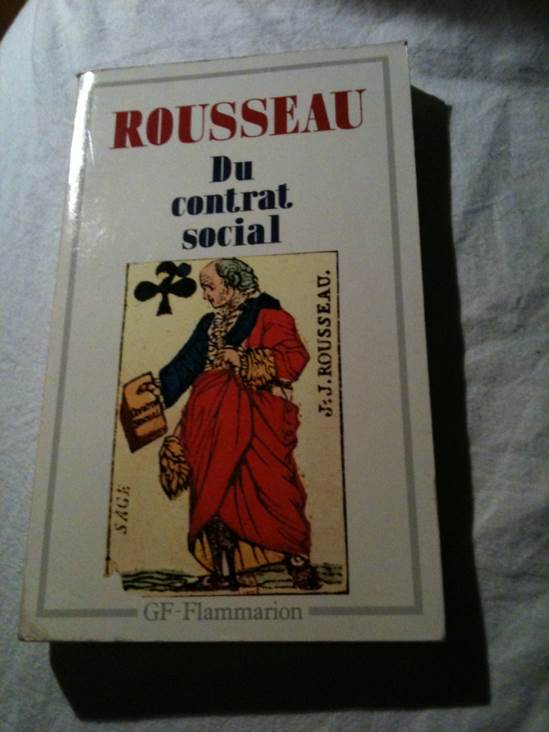 ROUSSEAU
Du
contrat
social
J: J. ROUSSEAU.
SAGE
GF-Flammarion